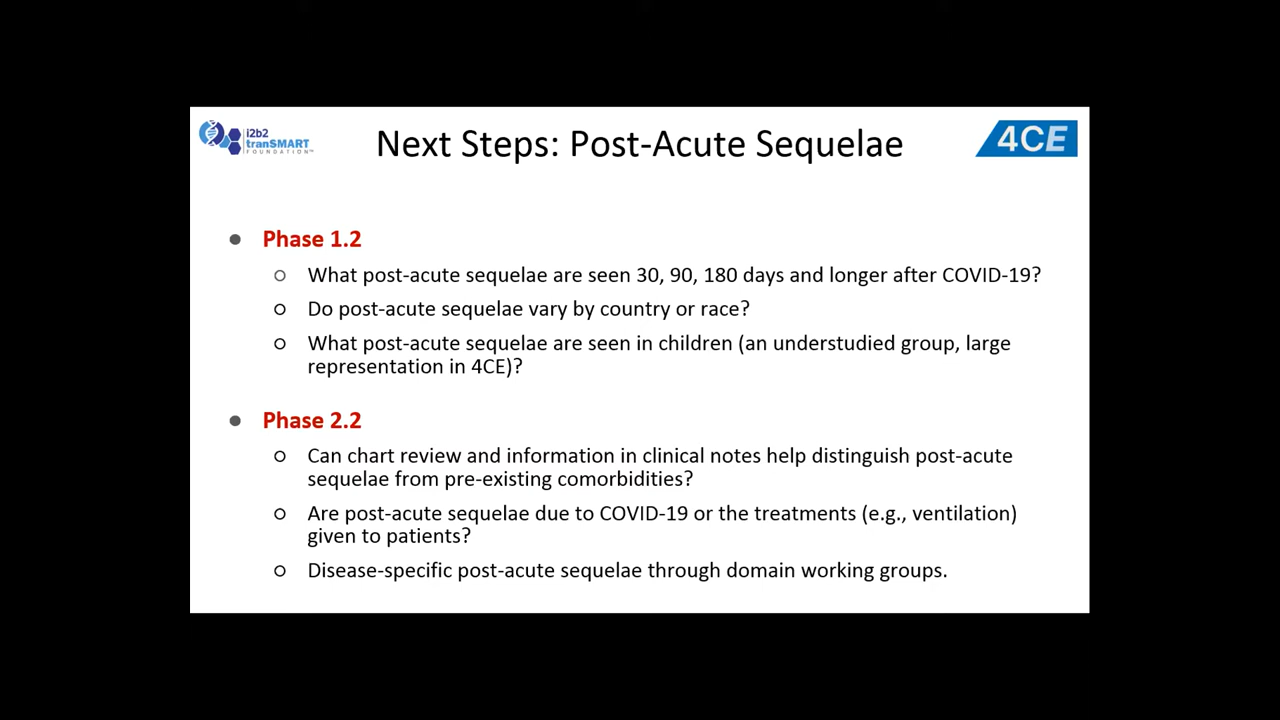 i2b2
tranSMART
FOUNDATION™
Next Steps: Post-Acute Sequelae
4CE
● Phase 1.2
○ What post-acute sequelae are seen 30, 90, 180 days and longer after COVID-19?
○ Do post-acute sequelae vary by country or race?
○ What post-acute sequelae are seen in children (an understudied group, large
representation in 4CE)?
● Phase 2.2
○ Can chart review and information in clinical notes help distinguish post-acute
sequelae from pre-existing comorbidities?
○ Are post-acute sequelae due to COVID-19 or the treatments (e.g., ventilation)
given to patients?
○ Disease-specific post-acute sequelae through domain working groups.